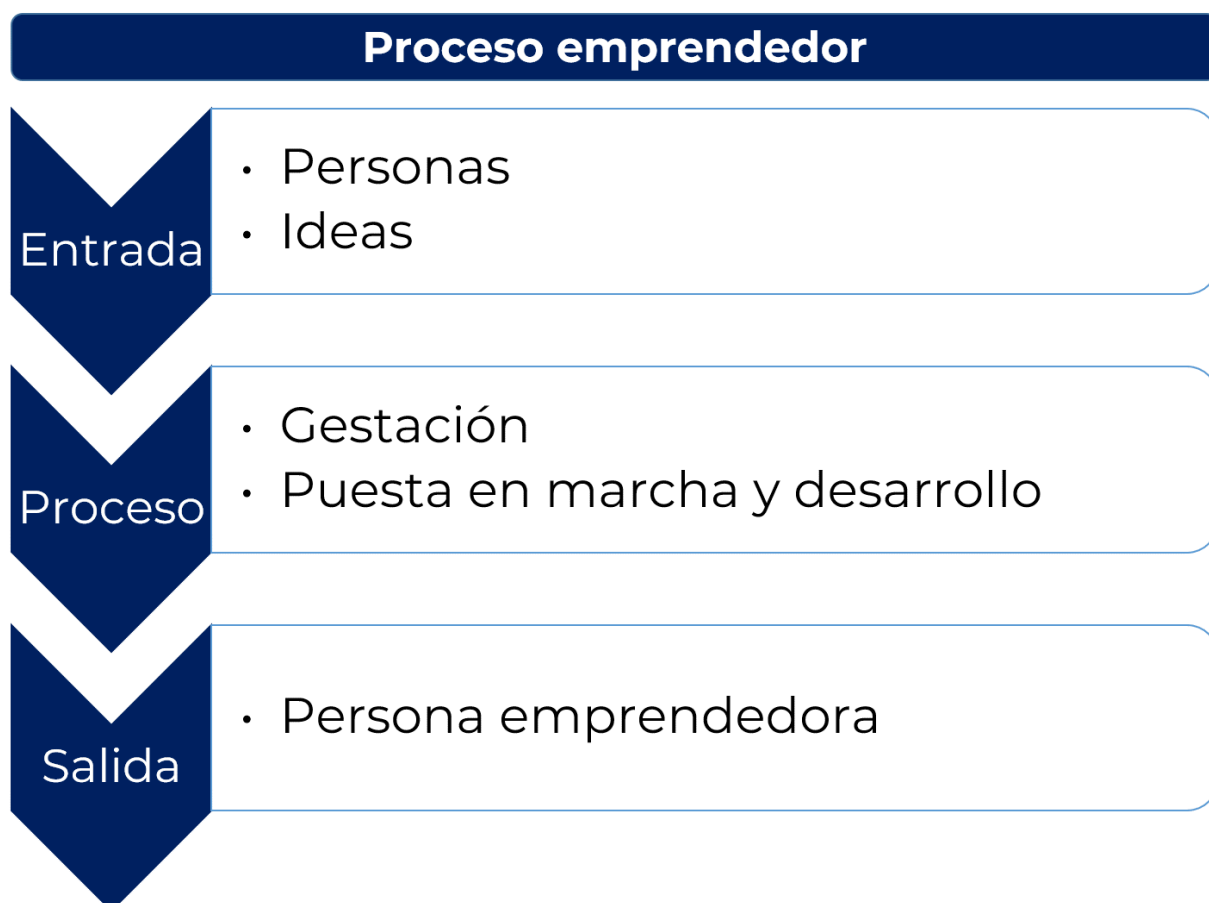 Proceso emprendedor
Entrada
• Personas
• Ideas
Proceso
• Gestación
• Puesta en marcha y desarrollo
Salida
• Persona emprendedora